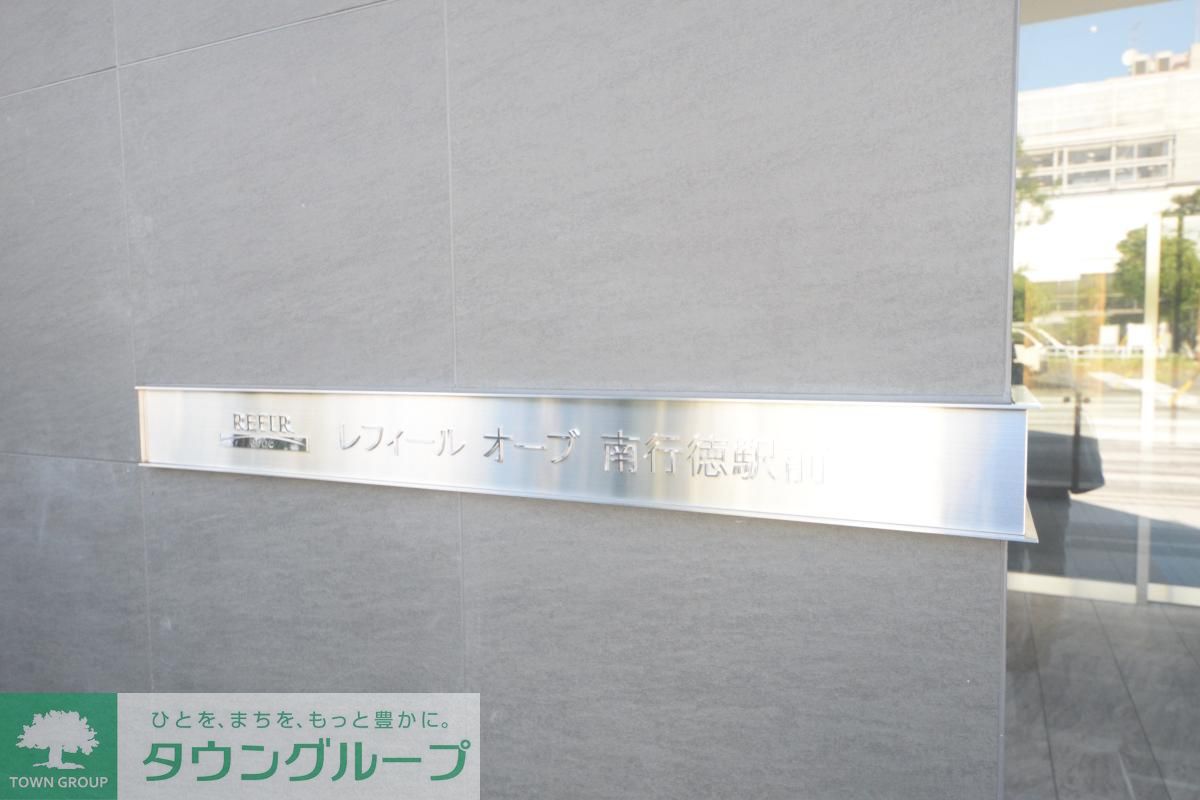 REFIR
レフィール オーブ 南行徳駅前
ひとを、まちを、もっと豊かに。
タウングループ
TOWN GROUP